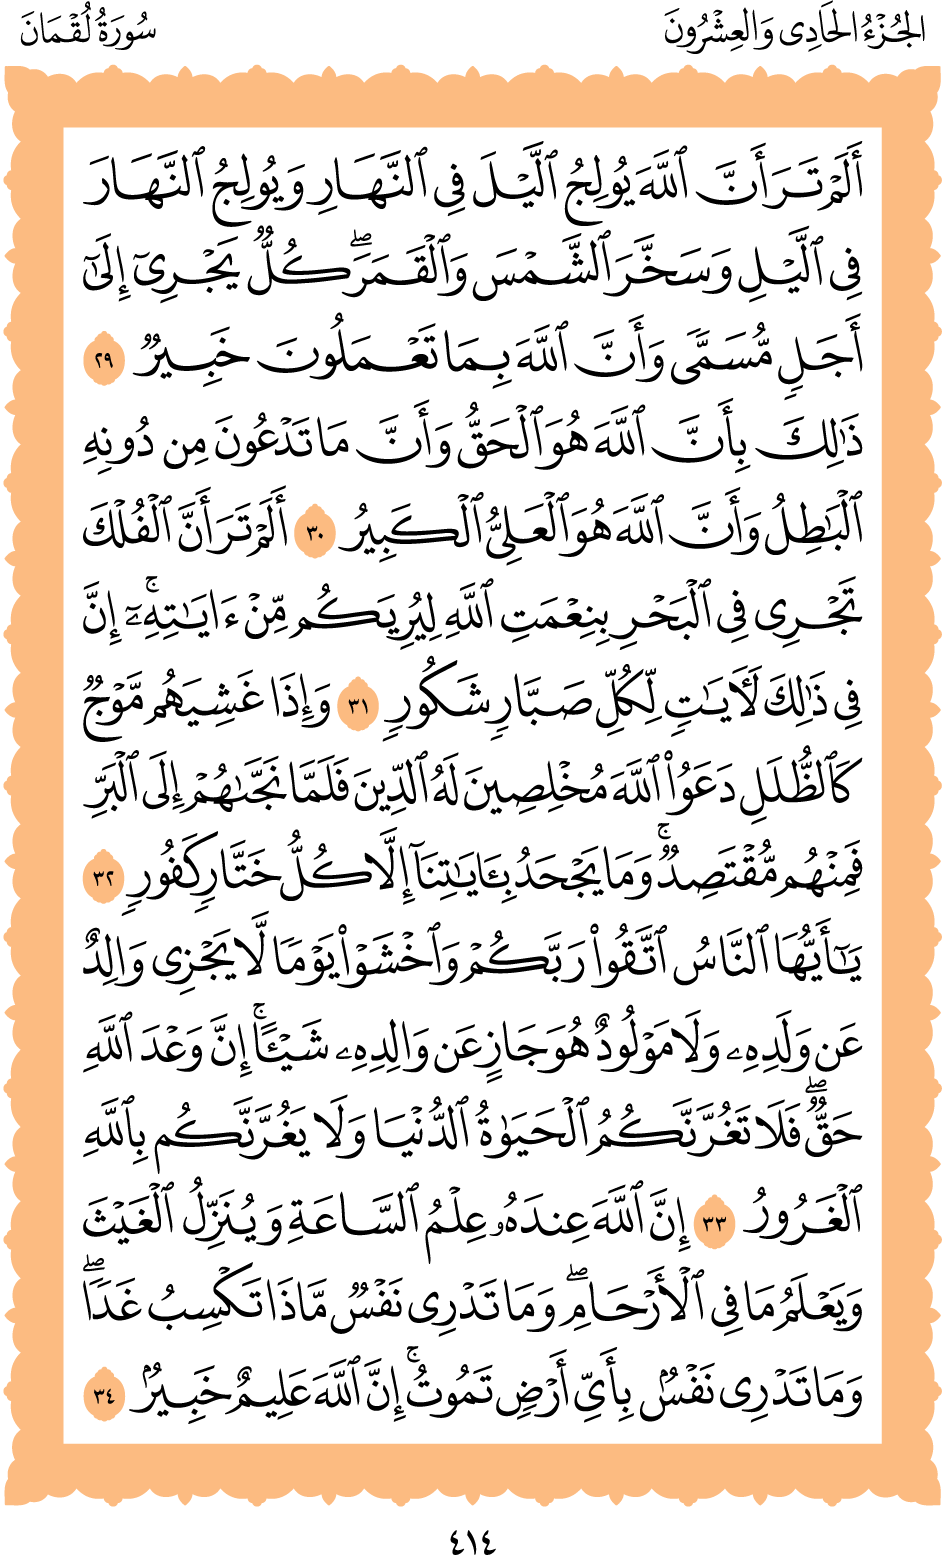 الجُزْءُ الحَادِى وَالعِشْرُونَ
سُورَةُ لُقْمَانَ
أَلَمْ تَرَ أَنَّ ٱللَّهَ يُولِجُ ٱلَّيْلَ فِى ٱلنَّهَارِ وَيُولِجُ ٱلنَّهَارَ
فِى ٱلَّيْلِ وَسَخَّرَ ٱلشَّمْسَ وَٱلْقَمَرَۖ كُلٌّ يَجْرِىٓ إِلَىٰٓ
أَجَلٍ مُّسَمًّى وَأَنَّ ٱللَّهَ بِمَا تَعْمَلُونَ خَبِيرٌ ٢٩
ذَٰلِكَ بِأَنَّ ٱللَّهَ هُوَ ٱلْحَقُّ وَأَنَّ مَا تَدْعُونَ مِن دُونِهِ
ٱلْبَٰطِلُ وَأَنَّ ٱللَّهَ هُوَ ٱلْعَلِىُّ ٱلْكَبِيرُ ٣٠ أَلَمْ تَرَ أَنَّ ٱلْفُلْكَ
تَجْرِى فِى ٱلْبَحْرِ بِنِعْمَتِ ٱللَّهِ لِيُرِيَكُم مِّنْ ءَايَٰتِهِۦٓۚ إِنَّ
فِى ذَٰلِكَ لَأٓيَٰتٍ لِّكُلِّ صَبَّارٍ شَكُورٍ ٣١ وَإِذَا غَشِيَهُم مَّوْجٌ
كَٱلظُّلَلِ دَعَوُا۟ ٱللَّهَ مُخْلِصِينَ لَهُ ٱلدِّينَ فَلَمَّا نَجَّىٰهُمْ إِلَى ٱلْبَرِّ
فَمِنْهُم مُّقْتَصِدٌۚ وَمَا يَجْحَدُ بِـَٔايَٰتِنَآ إِلَّا كُلُّ خَتَّارٍ كَفُورٍ ٣٢
يَٰٓأَيُّهَا ٱلنَّاسُ ٱتَّقُوا۟ رَبَّكُمْ وَٱخْشَوْا۟ يَوْمًا لَّا يَجْزِى وَالِدٌ
عَن وَلَدِهِۦ وَلَا مَوْلُودٌ هُوَ جَازٍ عَن وَالِدِهِۦ شَيْـًٔاۚ إِنَّ وَعْدَ ٱللَّهِ
حَقٌّۖ فَلَا تَغُرَّنَّكُمُ ٱلْحَيَوٰةُ ٱلدُّنْيَا وَلَا يَغُرَّنَّكُم بِٱللَّهِ
ٱلْغَرُورُ ٣٣ إِنَّ ٱللَّهَ عِندَهُۥ عِلْمُ ٱلسَّاعَةِ وَيُنَزِّلُ ٱلْغَيْثَ
وَيَعْلَمُ مَا فِى ٱلْأَرْحَامِۖ وَمَا تَدْرِى نَفْسٌ مَّاذَا تَكْسِبُ غَدًاۖ
وَمَا تَدْرِى نَفْسٌۢ بِأَىِّ أَرْضٍ تَمُوتُۚ إِنَّ ٱللَّهَ عَلِيمٌ خَبِيرٌۢ ٣٤
٤١٤